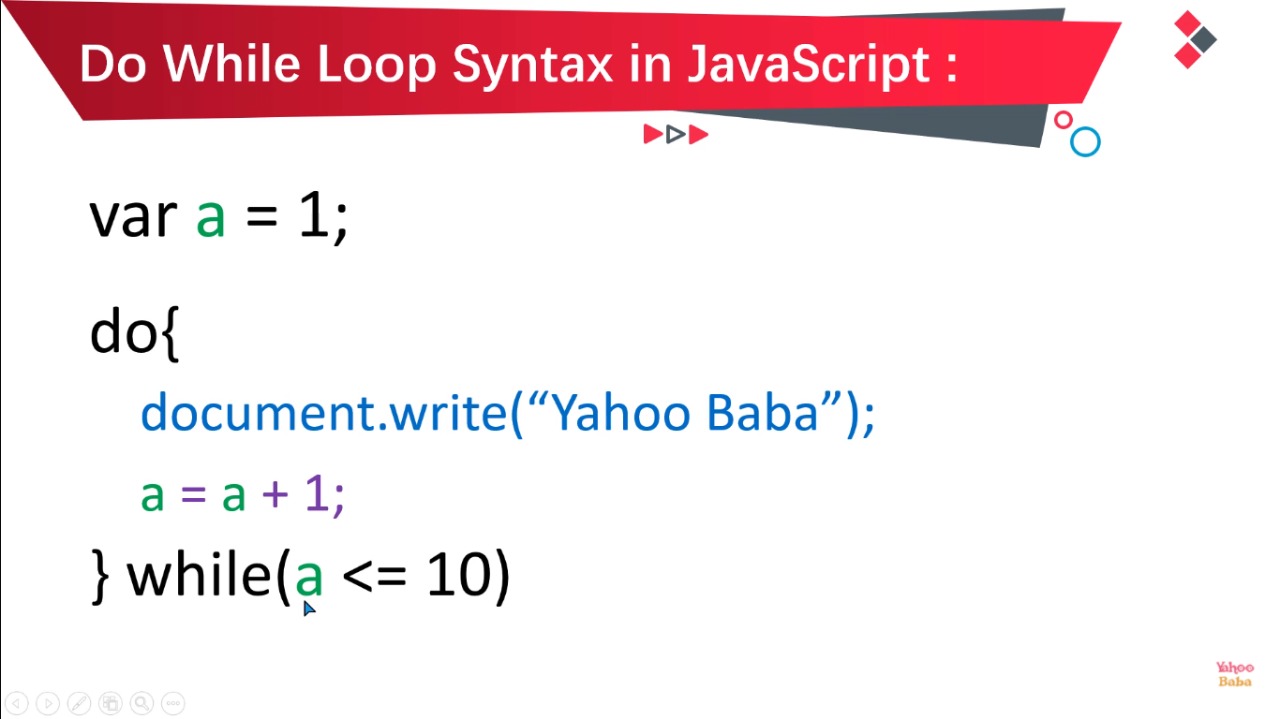 Do While Loop Syntax in JavaScript :
var a = 1;
do{
document.write(“Yahoo Baba”);
a = a + 1;
} while(a <= 10)
Yahoo
Baba